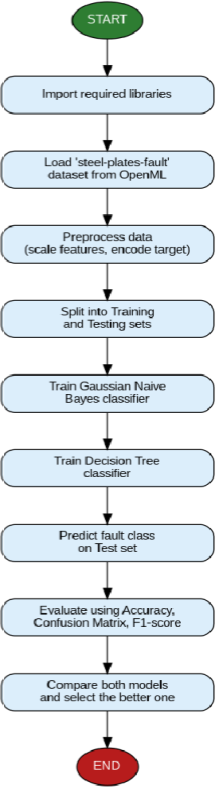 START
Import required libraries
Load 'steel-plates-fault'
dataset from OpenML
Preprocess data
(scale features, encode target)
Split into Training
and Testing sets
Train Gaussian Naive
Bayes classifier
Train Decision Tree
classifier
Predict fault class
on Test set
Evaluate using Accuracy,
Confusion Matrix, F1-score
Compare both models
and select the better one
END